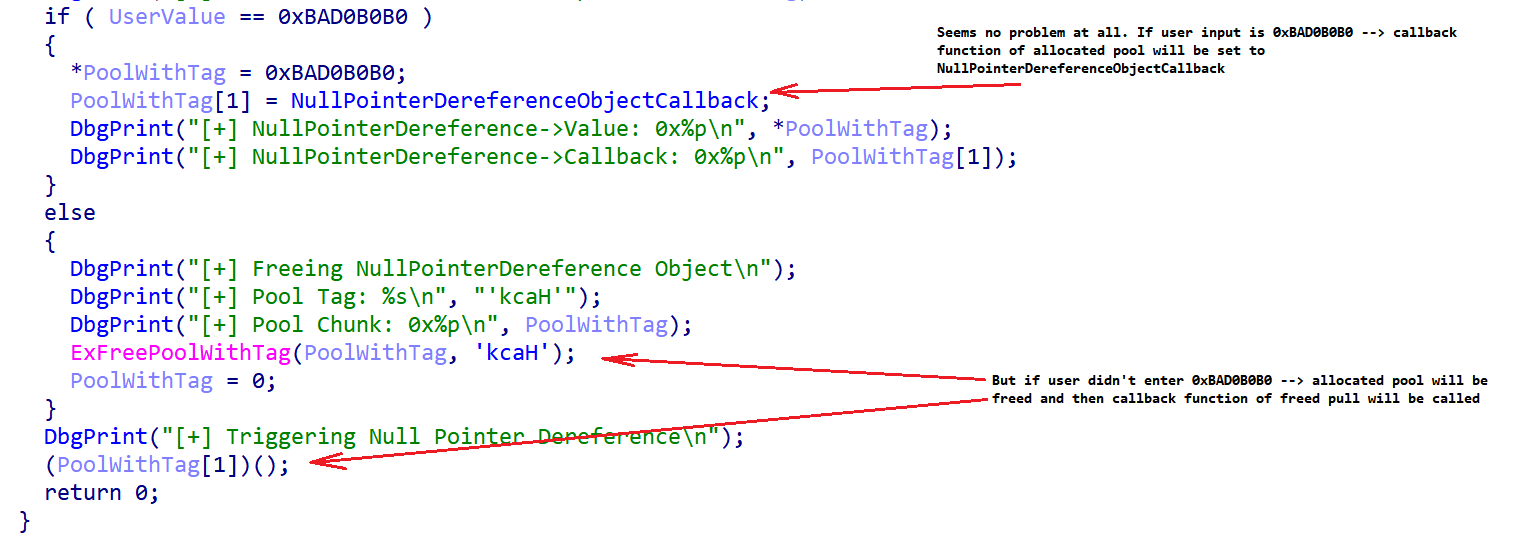 if ( UserValue == 0xBAD0B0B0 )
Seems no problem at all. If user input is 0xBAD0B0B0 --> callback
function of allocated pool will be set to
NullPointerDereferenceObjectCallback
{
*PoolWithTag = 0xBAD0B0B0;
PoolWithTag[1] = NullPointerDereferenceObjectCallback;
DbgPrint("[+] NullPointerDereference->Value: 0x%p\n", *PoolWithTag);
DbgPrint("[+] NullPointerDereference->Callback: 0x%p\n", PoolWithTag[1]);
}
else
{
DbgPrint("[+] Freeing NullPointerDereference Object\n");
DbgPrint("[+] Pool Tag: %s\n", "'kcaH'");
DbgPrint("[+] Pool Chunk: 0x%p\n", PoolWithTag);
ExFreePoolWithTag(PoolWithTag, 'kcaH');
PoolWithTag = 0;
But if user didn't enter 0xBAD0B0B0 --> allocated pool will be
freed and then callback function of freed pull will be called
}
DbgPrint("[+] Triggering Null Pointer Dereference\n");
(PoolWithTag[1])();
return 0;
}